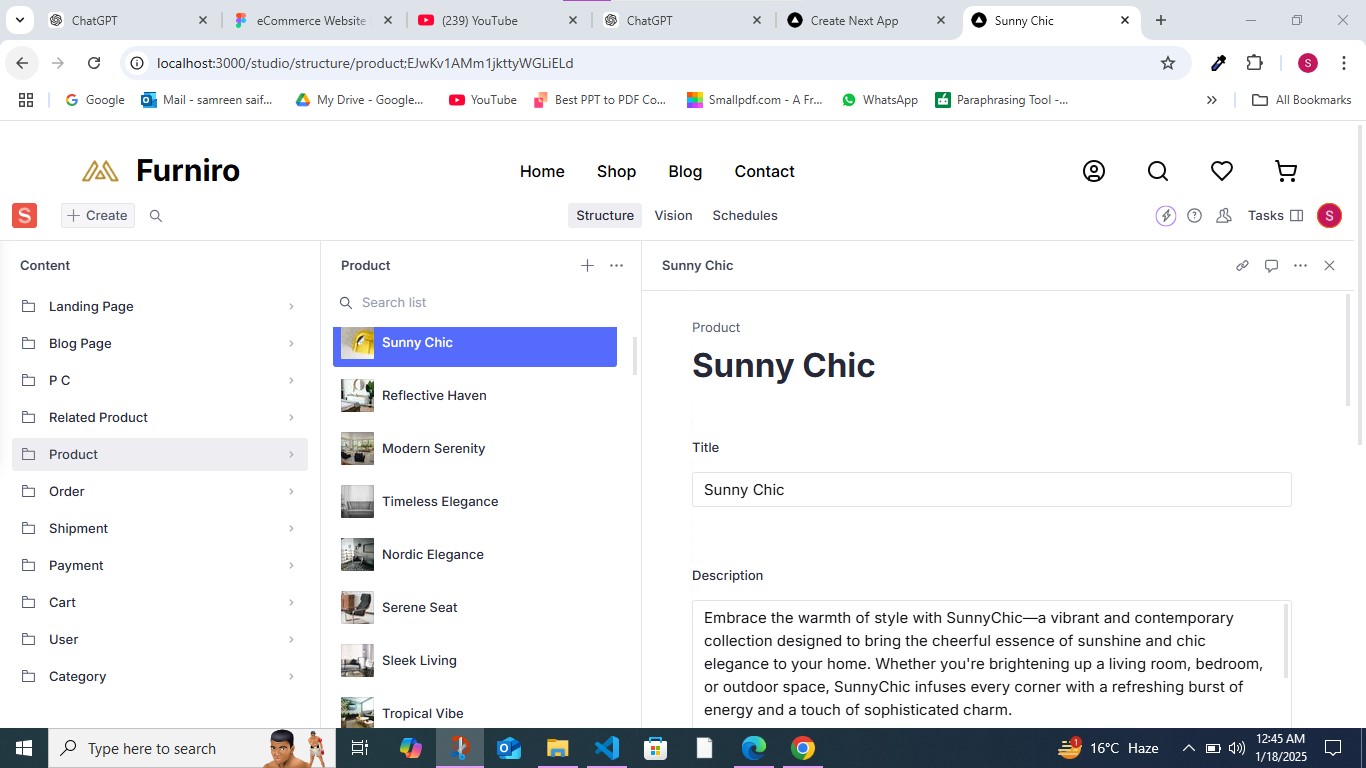 ChatGPT
eCommerce Website
(239) YouTube
ChatGPT
Create Next App
Sunny Chic
localhost:3000/studio/structure/product;EJwKv1AMm1jkttyWGLiELd
S
Google
Mail - samreen saif...
My Drive - Google...
YouTube
Best PPT to PDF Co...
Smallpdf.com - A Fr...
WhatsApp
Paraphrasing Tool -...
All Bookmarks
Furniro
Home
Shop
Blog
Contact
S
Create
Structure
Vision
Schedules
Tasks
S
Content
Landing Page
Blog Page
P C
Related Product
Product
Order
Shipment
Payment
Cart
User
Category
Product
Search list
Sunny Chic
Reflective Haven
Modern Serenity
Timeless Elegance
Nordic Elegance
Serene Seat
Sleek Living
Tropical Vibe
Sunny Chic
Product
Sunny Chic
Title
Sunny Chic
Description
Embrace the warmth of style with SunnyChic—a vibrant and contemporary
collection designed to bring the cheerful essence of sunshine and chic
elegance to your home. Whether you're brightening up a living room, bedroom,
or outdoor space, SunnyChic infuses every corner with a refreshing burst of
energy and a touch of sophisticated charm.
Type here to search
1
16°C Haze
12:45 AM
1/18/2025